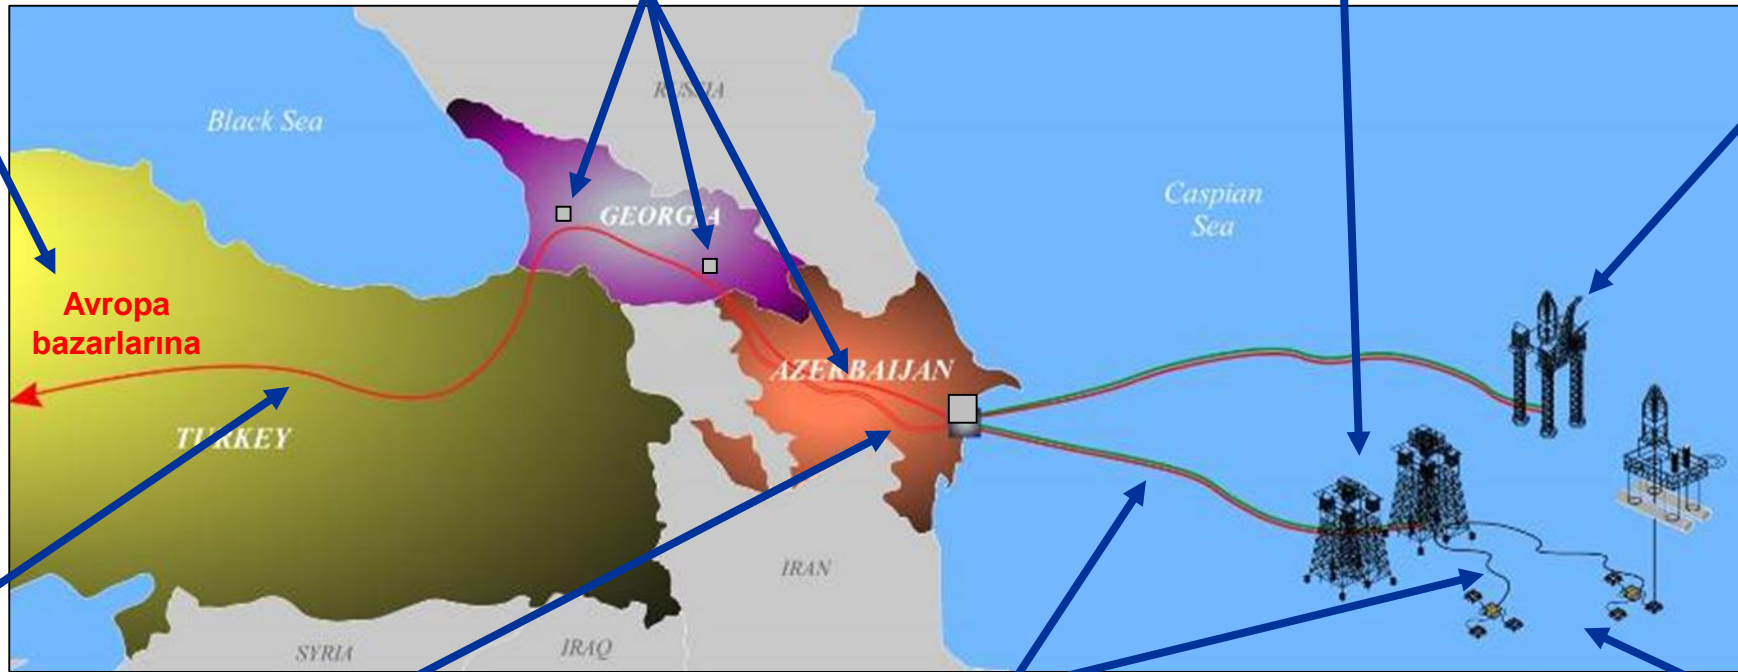 RUSSIA
Black Sea
Caspian
Sea
GEORGIA
Avropa
bazarlarına
AZERBAIJAN
TURKEY
IRAN
SYRIA
IRAQ